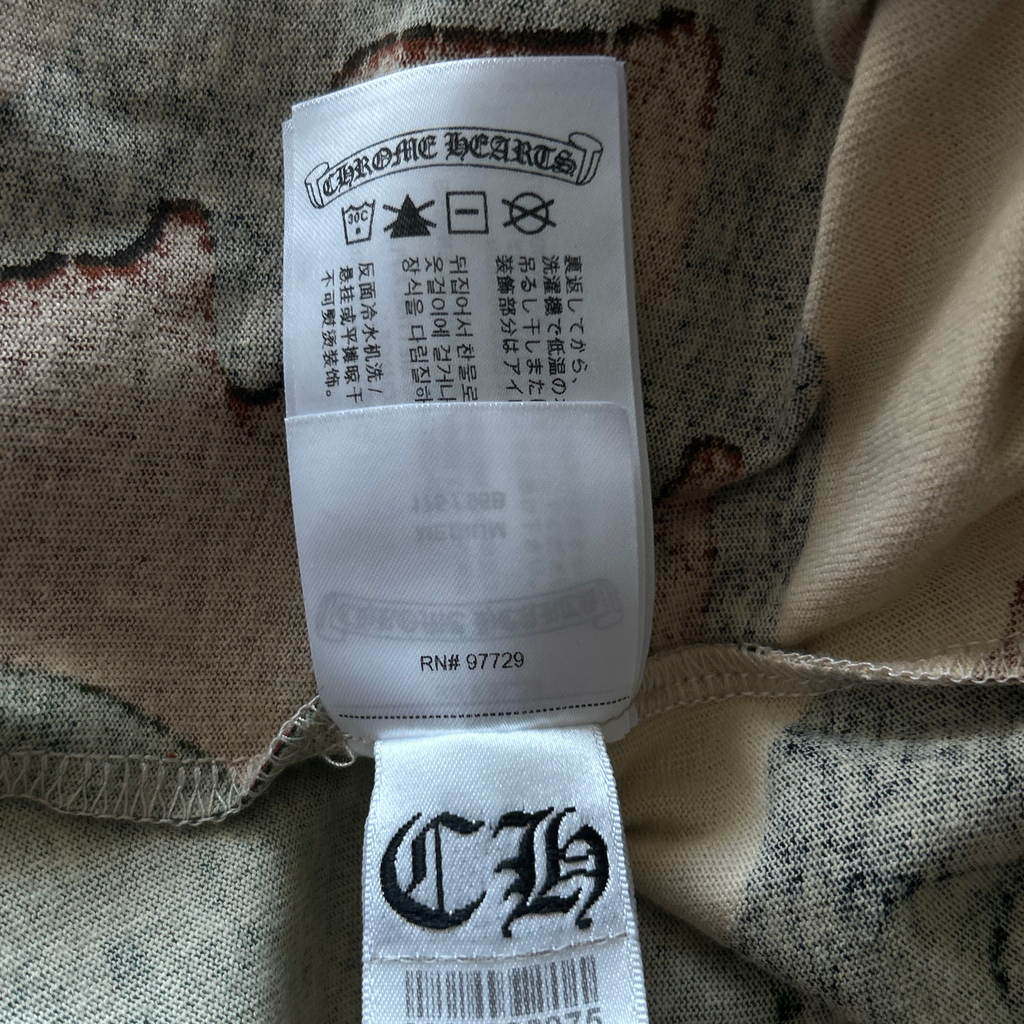 CHROME HEARTS
30C
裏返してから、
洗濯機で低温の
吊るし干しまた
装飾部分はアイ
뒤집어서 찬물로
옷걸이에 걸거나
장식을 다림질하
反面冷水机洗/
悬挂或平摊晾干
不可熨烫装饰。
MEDIUM
RN# 97729
CH